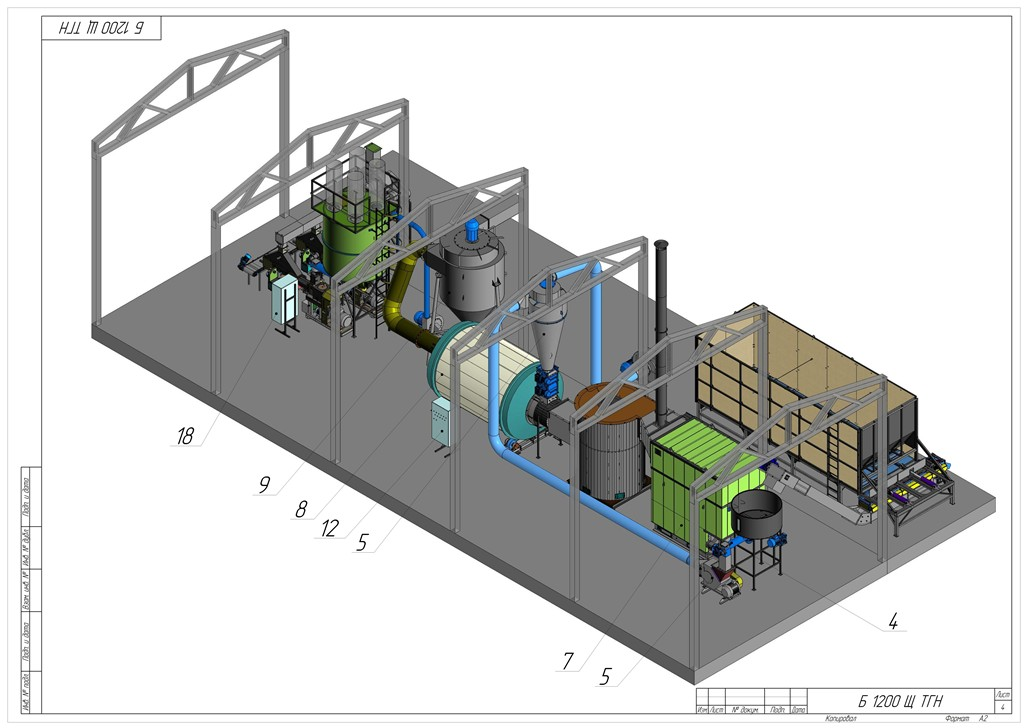 Б 1200 Щ ТГН
18
9
8
12
5
7
5
4
Подп. и дата
Инв. № дубл.
Взам. инв. №
Подп. и дата
Инв. № подл.
Изм. Лист № докум. Подп. Дата
Б 1200 Щ ТГН
Лист
4
Копировал Формат А2